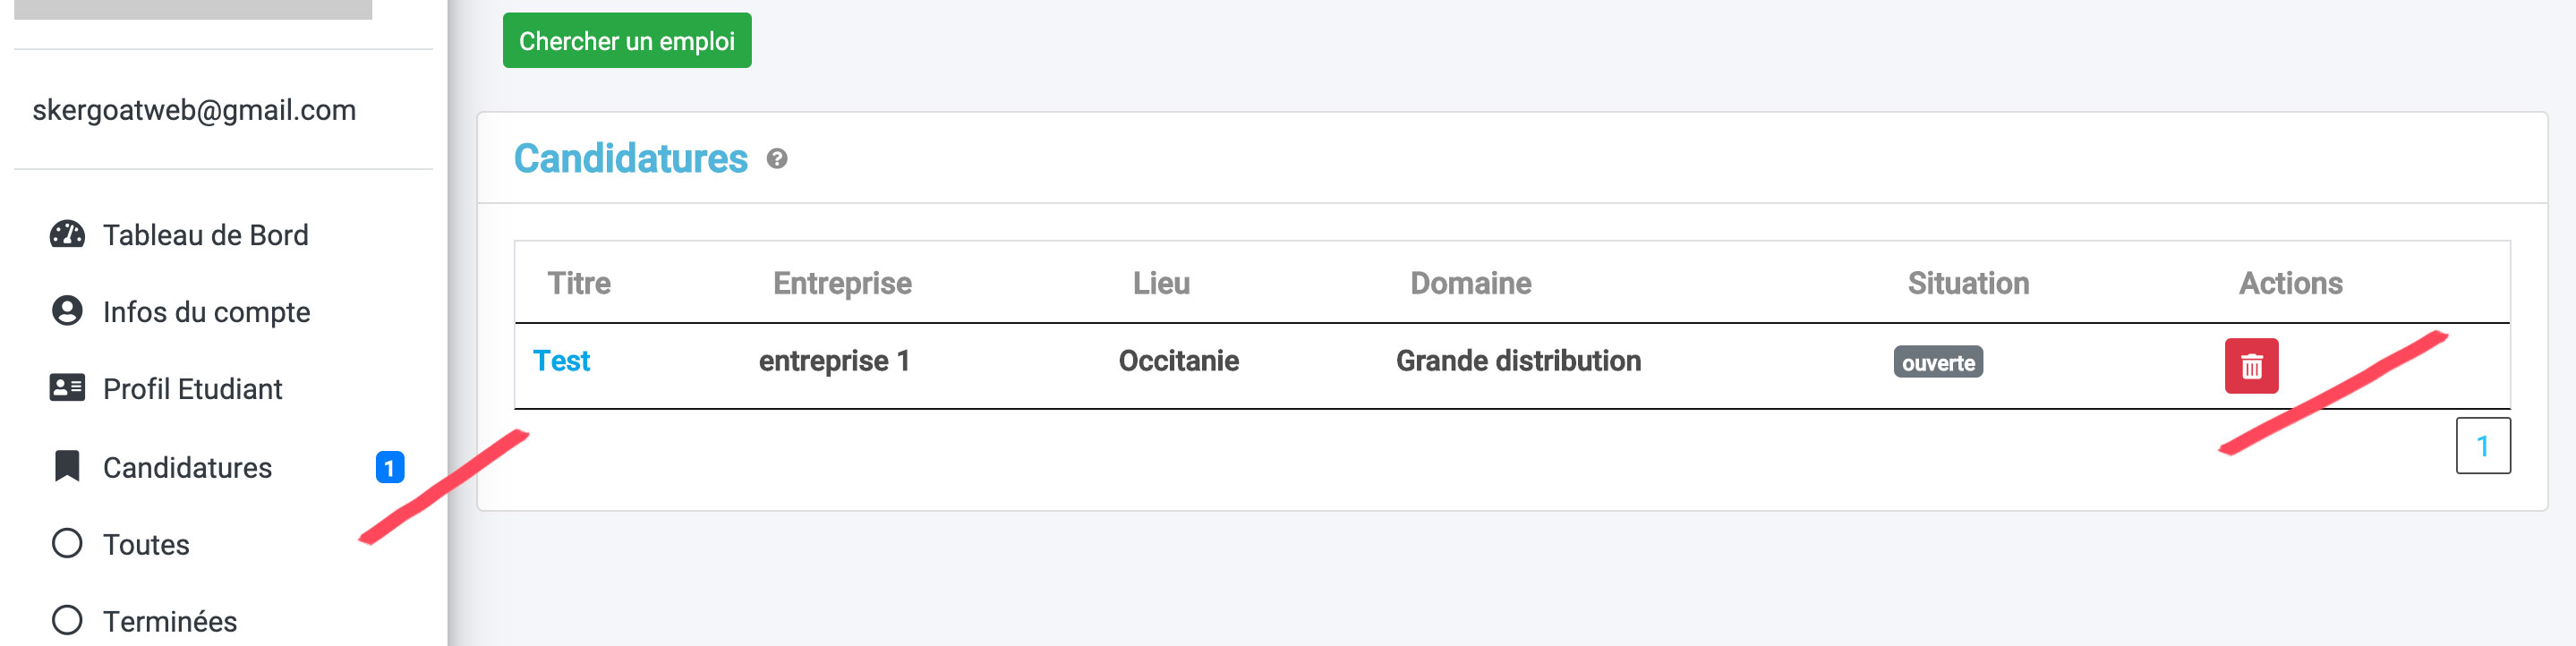 Chercher un emploi
skergoatweb@gmail.com
Candidatures ?
Tableau de Bord
Infos du compte
Profil Etudiant
Candidatures 1
Toutes
Terminées
Titre Entreprise Lieu Domaine Situation Actions
Test entreprise 1 Occitanie Grande distribution ouverte
1